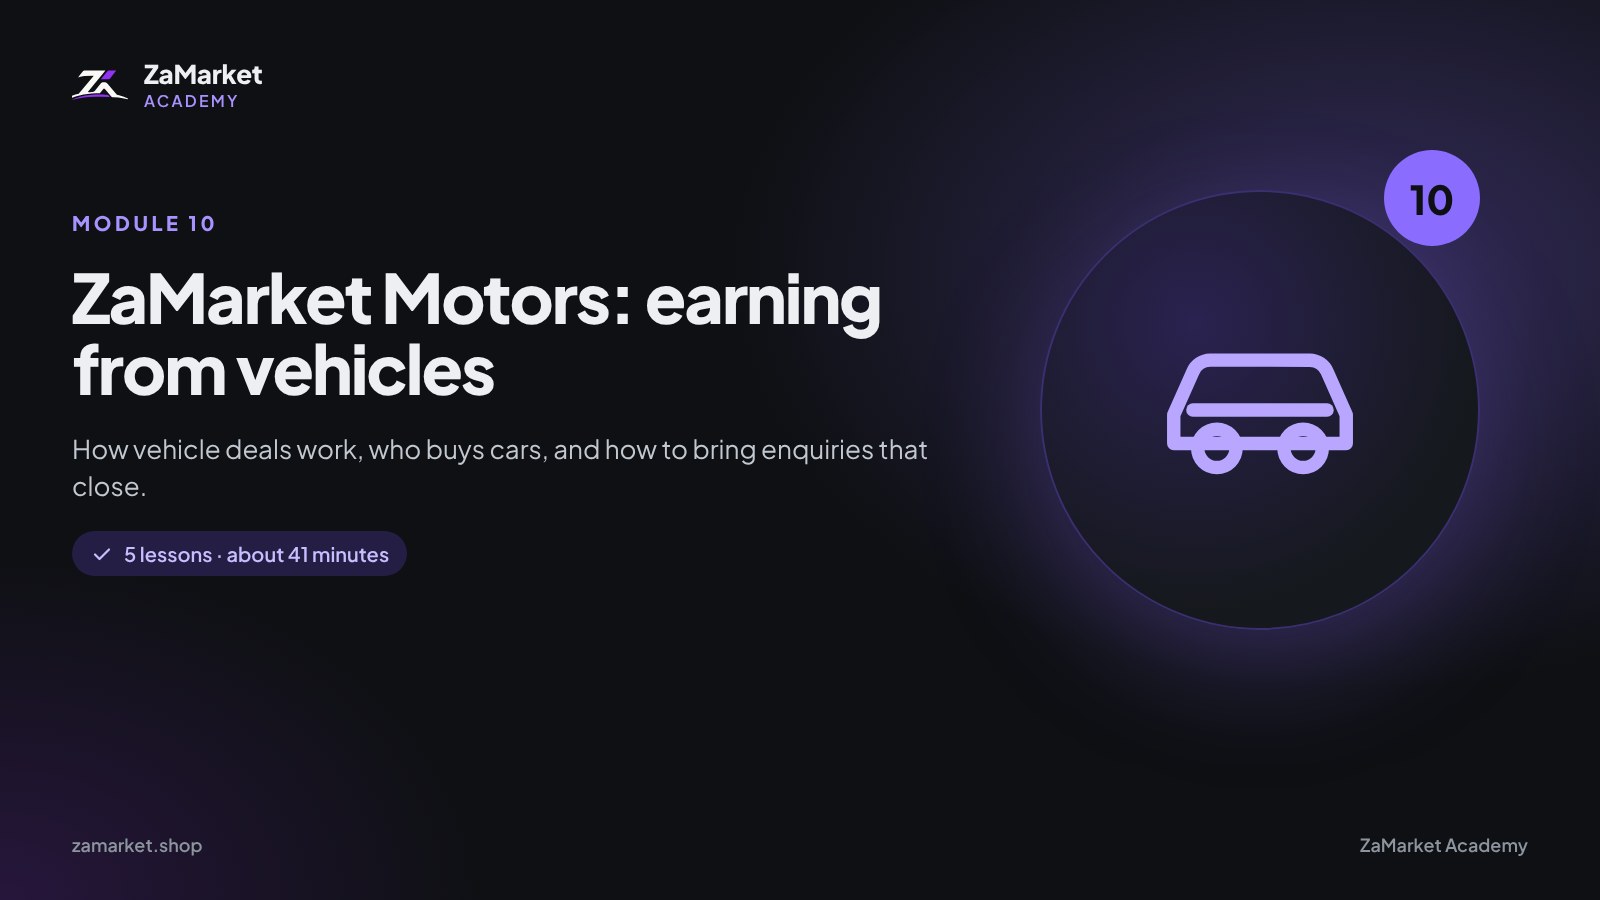 ZaMarket
ACADEMY
MODULE 10
ZaMarket Motors: earning
from vehicles
How vehicle deals work, who buys cars, and how to bring enquiries that
close.
5 lessons · about 41 minutes
10
zamarket.shop
ZaMarket Academy